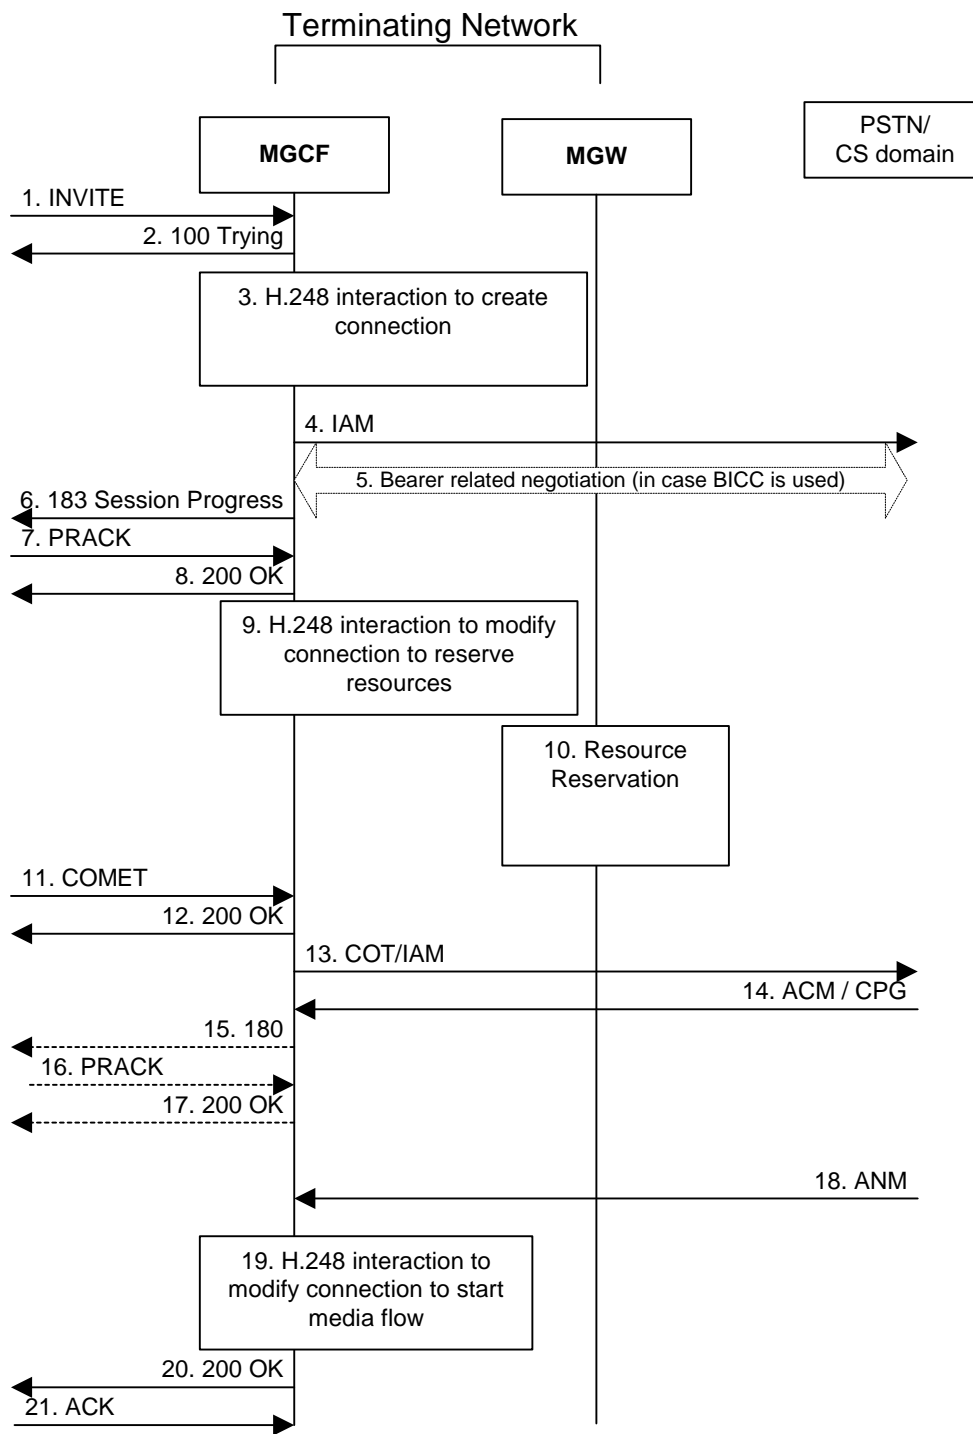 Terminating Network
MGCF
MGW
PSTN/
CS domain
1. INVITE
2. 100 Trying
3. H.248 interaction to create
connection
4. IAM
5. Bearer related negotiation (in case BICC is used)
6. 183 Session Progress
7. PRACK
8. 200 OK
9. H.248 interaction to modify
connection to reserve
resources
10. Resource
Reservation
11. COMET
12. 200 OK
13. COT/IAM
14. ACM / CPG
15. 180
16. PRACK
17. 200 OK
18. ANM
19. H.248 interaction to
modify connection to start
media flow
20. 200 OK
21. ACK